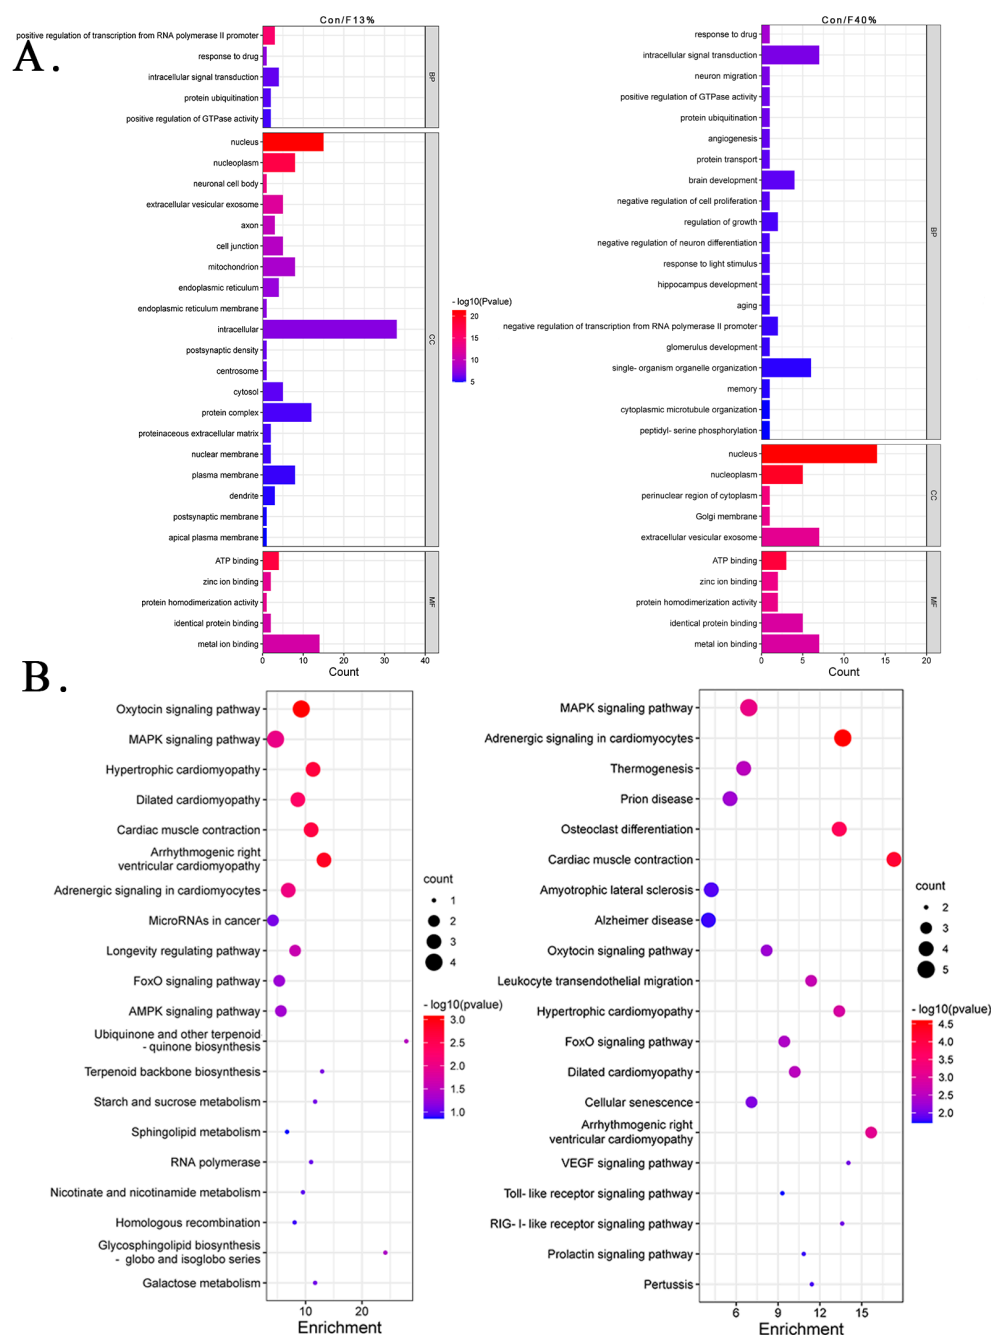 A.
Con/F13%
positive regulation of transcription from RNA polymerase II promoter
response to drug
intracellular signal transduction
protein ubiquitination
positive regulation of GTPase activity
BP
nucleus
nucleoplasm
neuronal cell body
extracellular vesicular exosome
axon
cell junction
mitochondrion
endoplasmic reticulum
endoplasmic reticulum membrane
intracellular
postsynaptic density
centrosome
cytosol
protein complex
proteinaceous extracellular matrix
nuclear membrane
plasma membrane
dendrite
postsynaptic membrane
apical plasma membrane
CC
ATP binding
zinc ion binding
protein homodimerization activity
identical protein binding
metal ion binding
MF
0 10 20 30 40
Count
- log10(Pvalue)
20
15
10
5
Con/F40%
response to drug
intracellular signal transduction
neuron migration
positive regulation of GTPase activity
protein ubiquitination
angiogenesis
protein transport
brain development
negative regulation of cell proliferation
regulation of growth
negative regulation of neuron differentiation
response to light stimulus
hippocampus development
aging
negative regulation of transcription from RNA polymerase II promoter
glomerulus development
single- organism organelle organization
memory
cytoplasmic microtubule organization
peptidyl- serine phosphorylation
BP
nucleus
nucleoplasm
perinuclear region of cytoplasm
Golgi membrane
extracellular vesicular exosome
CC
ATP binding
zinc ion binding
protein homodimerization activity
identical protein binding
metal ion binding
MF
0 5 10 15 20
Count
B.
Oxytocin signaling pathway
MAPK signaling pathway
Hypertrophic cardiomyopathy
Dilated cardiomyopathy
Cardiac muscle contraction
Arrhythmogenic right
ventricular cardiomyopathy
Adrenergic signaling in cardiomyocytes
MicroRNAs in cancer
Longevity regulating pathway
FoxO signaling pathway
AMPK signaling pathway
Ubiquinone and other terpenoid
- quinone biosynthesis
Terpenoid backbone biosynthesis
Starch and sucrose metabolism
Sphingolipid metabolism
RNA polymerase
Nicotinate and nicotinamide metabolism
Homologous recombination
Glycosphingolipid biosynthesis
- globo and isoglobo series
Galactose metabolism
10 20
Enrichment
count
1
2
3
4
- log10(pvalue)
3.0
2.5
2.0
1.5
1.0
MAPK signaling pathway
Adrenergic signaling in cardiomyocytes
Thermogenesis
Prion disease
Osteoclast differentiation
Cardiac muscle contraction
Amyotrophic lateral sclerosis
Alzheimer disease
Oxytocin signaling pathway
Leukocyte transendothelial migration
Hypertrophic cardiomyopathy
FoxO signaling pathway
Dilated cardiomyopathy
Cellular senescence
Arrhythmogenic right
ventricular cardiomyopathy
VEGF signaling pathway
Toll- like receptor signaling pathway
RIG- I- like receptor signaling pathway
Prolactin signaling pathway
Pertussis
6 9 12 15
Enrichment
count
2
3
4
5
- log10(pvalue)
4.5
4.0
3.5
3.0
2.5
2.0